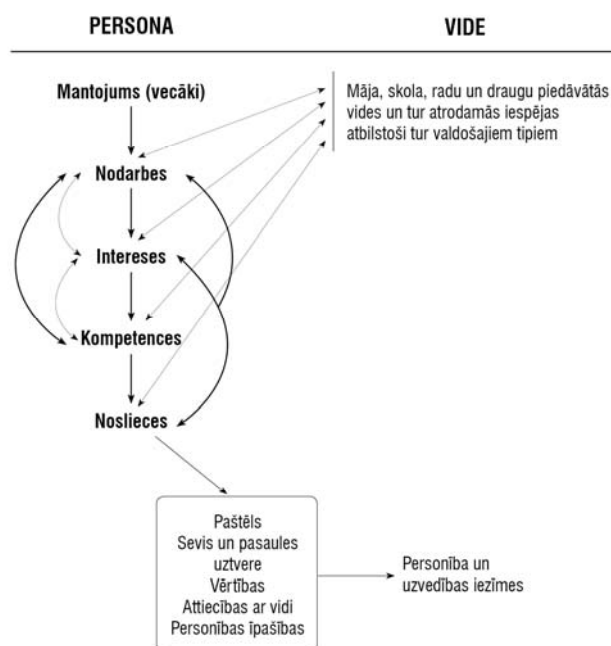 PERSONA
VIDE
Mantojums (vecāki)
Māja, skola, radu un draugu piedāvātās
vides un tur atrodamās iespējas
atbilstoši tur valdošajiem tipiem
Nodarbes
Intereses
Kompetences
Noslieces
Paštēls
Sevis un pasaules
uztvere
Vērtības
Attiecības ar vidi
Personības īpašības
Personība un
uzvedības iezīmes